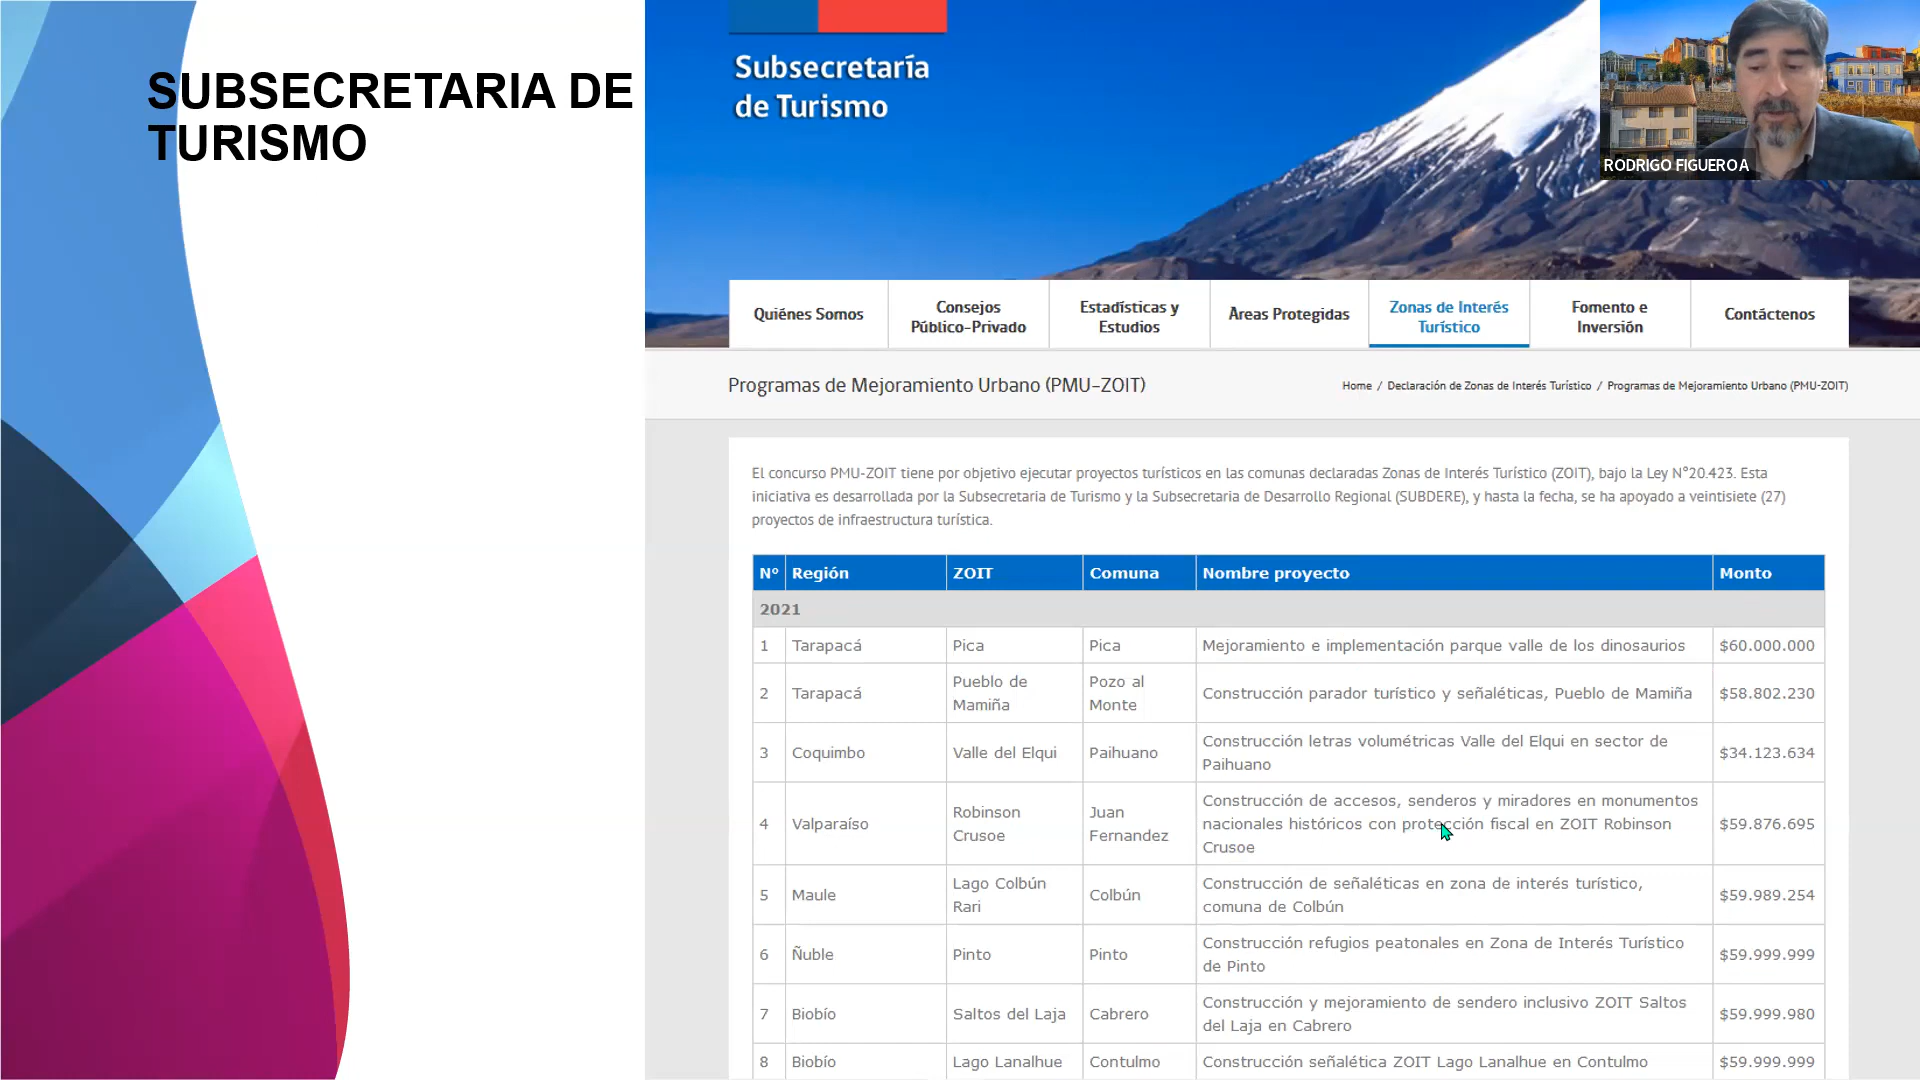 SUBSECRETARIA DE
TURISMO
Subsecretaría
de Turismo
RODRIGO FIGUEROA
Quiénes Somos
Consejos
Público-Privado
Estadísticas y
Estudios
Áreas Protegidas
Zonas de Interés
Turístico
Fomento e
Inversión
Contáctenos
Programas de Mejoramiento Urbano (PMU-ZOIT)
Home / Declaración de Zonas de Interés Turístico / Programas de Mejoramiento Urbano (PMU-ZOIT)
El concurso PMU-ZOIT tiene por objetivo ejecutar proyectos turísticos en las comunas declaradas Zonas de Interés Turístico (ZOIT), bajo la Ley N°20.423. Esta
iniciativa es desarrollada por la Subsecretaria de Turismo y la Subsecretaria de Desarrollo Regional (SUBDERE), y hasta la fecha, se ha apoyado a veintisiete (27)
proyectos de infraestructura turística.
N° Región ZOIT Comuna Nombre proyecto Monto
2021
1 Tarapacá Pica Pica Mejoramiento e implementación parque valle de los dinosaurios $60.000.000
2 Tarapacá Pueblo de Mamiña Pozo al Monte Construcción parador turístico y señaléticas, Pueblo de Mamiña $58.802.230
3 Coquimbo Valle del Elqui Paihuano Construcción letras volumétricas Valle del Elqui en sector de
Paihuano $34.123.634
4 Valparaíso Robinson Crusoe Juan Fernandez Construcción de accesos, senderos y miradores en monumentos
nacionales históricos con protección fiscal en ZOIT Robinson
Crusoe $59.876.695
5 Maule Lago Colbún Rari Colbún Construcción de señaléticas en zona de interés turístico,
comuna de Colbún $59.989.254
6 Ñuble Pinto Pinto Construcción refugios peatonales en Zona de Interés Turístico
de Pinto $59.999.999
7 Biobío Saltos del Laja Cabrero Construcción y mejoramiento de sendero inclusivo ZOIT Saltos
del Laja en Cabrero $59.999.980
8 Biobío Lago Lanalhue Contulmo Construcción señalética ZOIT Lago Lanalhue en Contulmo $59.999.999